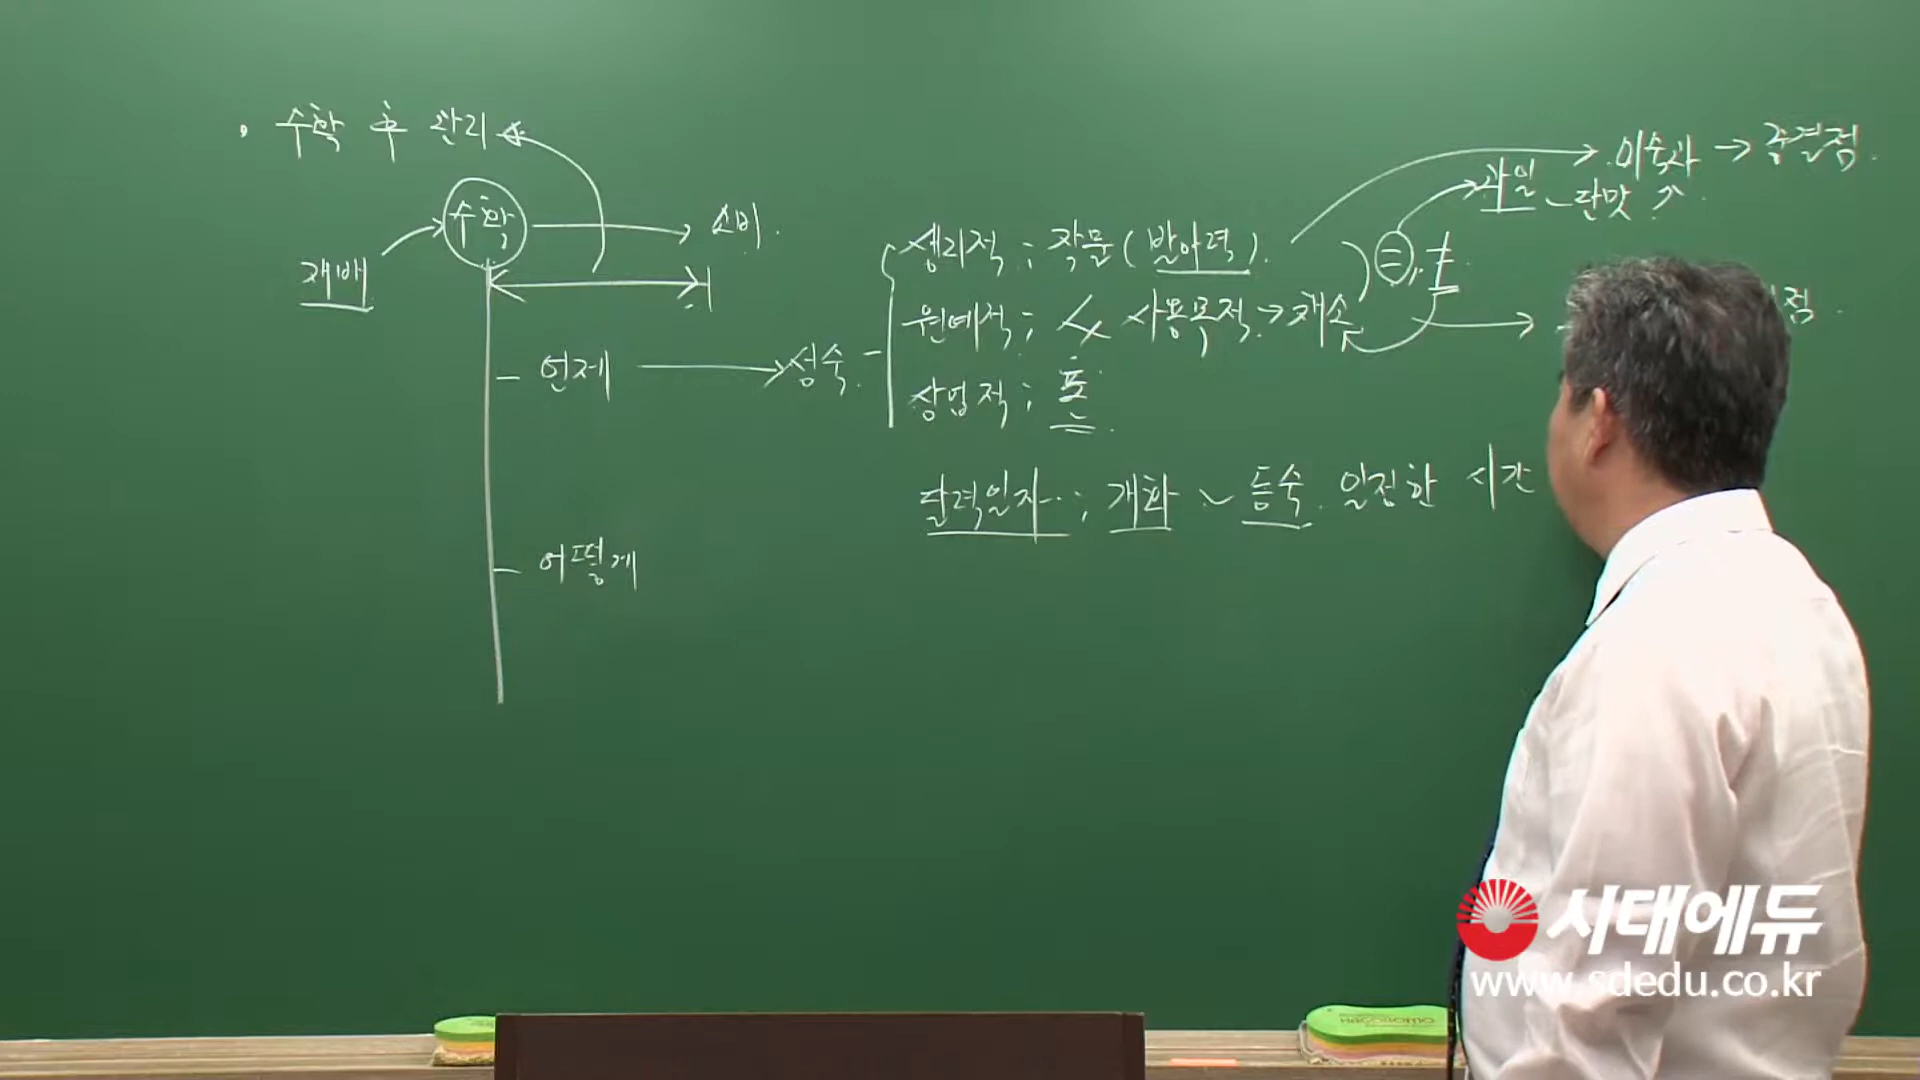 · 수확 후 관리
재배 수확 → 소비.
언제 → 성숙.
생리적 ; 작물 (발아력).
원예적 ; 사용목적. → 채소
상업적 ;
과일 단맛 ↗
미숙과 → 중결점.
점.
달력일자 ; 개화 ~ 등숙. 일정한 시간
어떻게
시대에듀
www.sdedu.co.kr